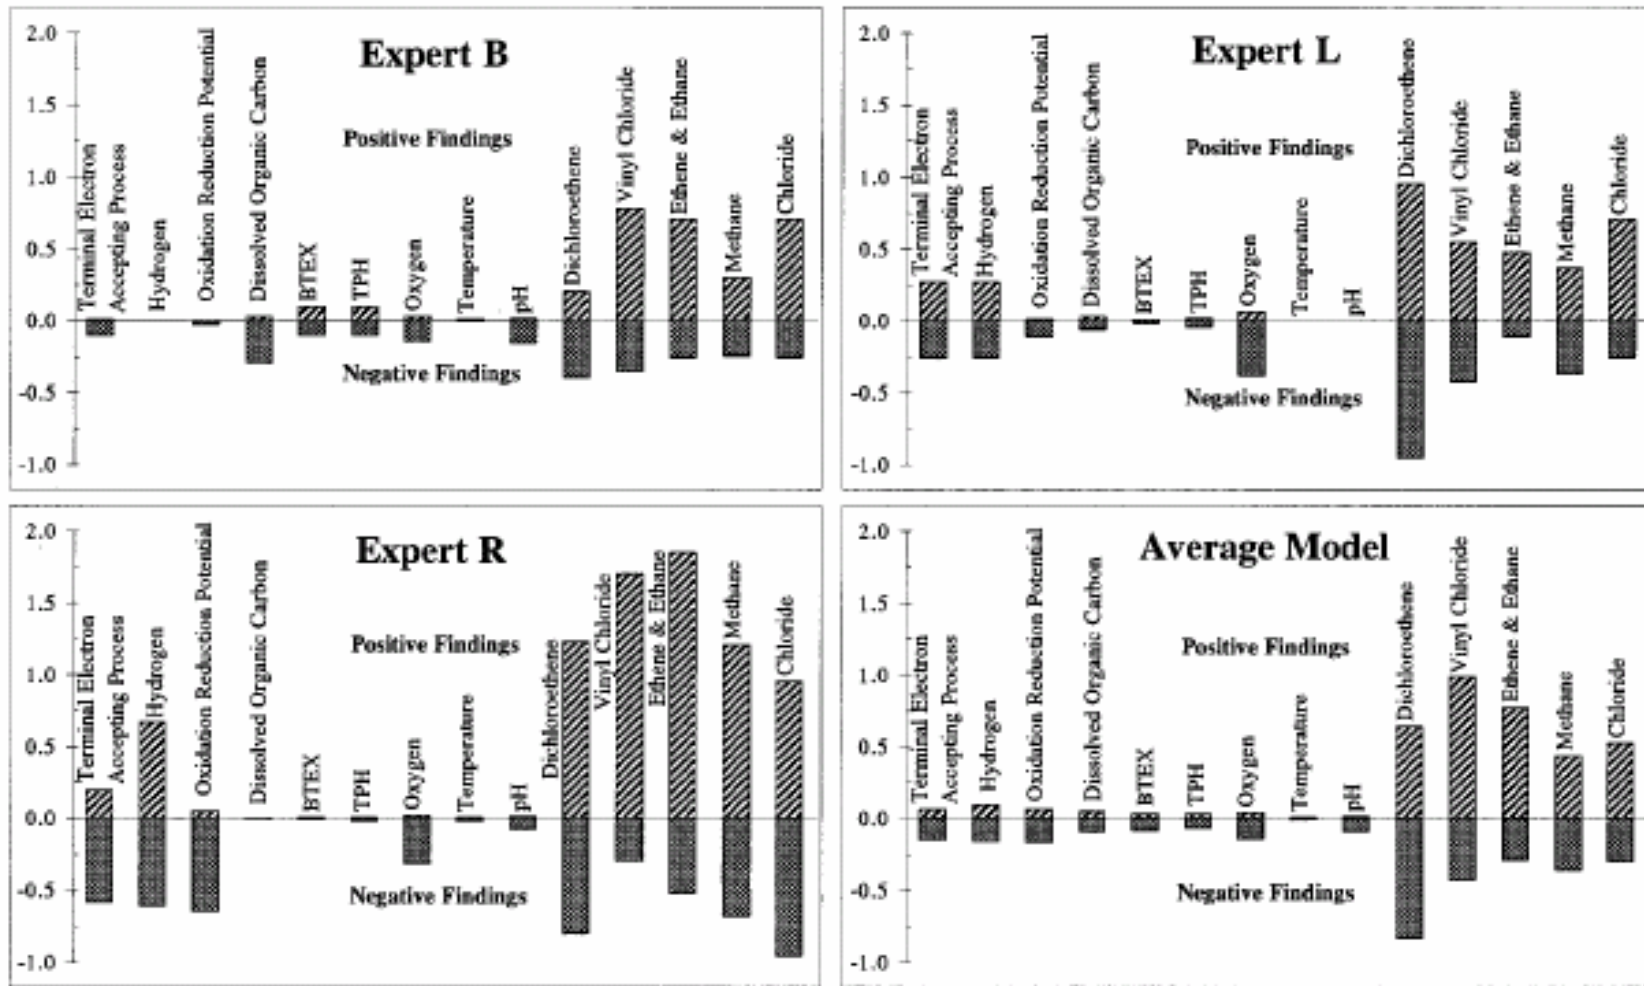 Expert B
2.0
1.5
1.0
0.5
0.0
-0.5
-1.0
Positive Findings
Negative Findings
Terminal Electron
Accepting Process
Hydrogen
Oxidation Reduction Potential
Dissolved Organic Carbon
BTEX
TPH
Oxygen
Temperature
pH
Dichloroethene
Vinyl Chloride
Ethene & Ethane
Methane
Chloride
Expert L
2.0
1.5
1.0
0.5
0.0
-0.5
-1.0
Positive Findings
Negative Findings
Terminal Electron
Accepting Process
Hydrogen
Oxidation Reduction Potential
Dissolved Organic Carbon
BTEX
TPH
Oxygen
Temperature
pH
Dichloroethene
Vinyl Chloride
Ethene & Ethane
Methane
Chloride
Expert R
2.0
1.5
1.0
0.5
0.0
-0.5
-1.0
Positive Findings
Negative Findings
Terminal Electron
Accepting Process
Hydrogen
Oxidation Reduction Potential
Dissolved Organic Carbon
BTEX
TPH
Oxygen
Temperature
pH
Dichloroethene
Vinyl Chloride
Ethene & Ethane
Methane
Chloride
Average Model
2.0
1.5
1.0
0.5
0.0
-0.5
-1.0
Positive Findings
Negative Findings
Terminal Electron
Accepting Process
Hydrogen
Oxidation Reduction Potential
Dissolved Organic Carbon
BTEX
TPH
Oxygen
Temperature
pH
Dichloroethene
Vinyl Chloride
Ethene & Ethane
Methane
Chloride